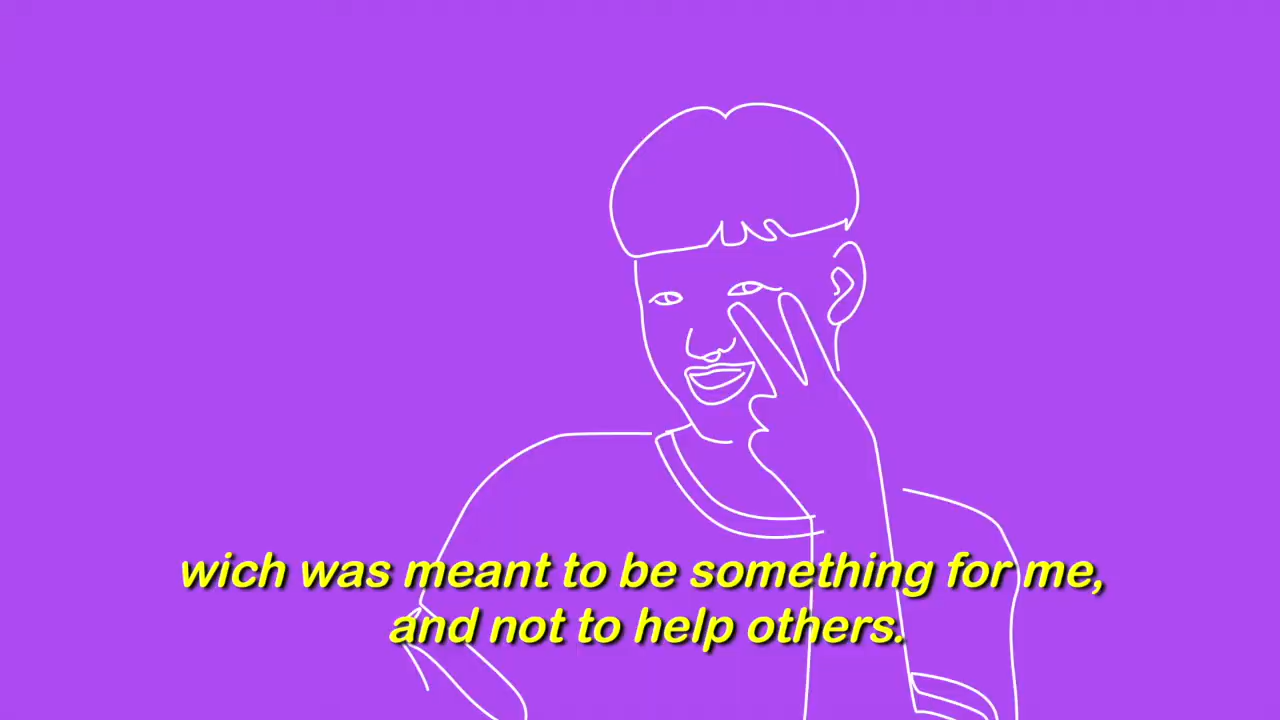 wich was meant to be something for me,
and not to help others.